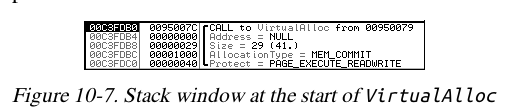 00C3FDB0 0095007C CALL to VirtualAlloc from 00950079
00C3FDB4 00000000 Address = NULL
00C3FDB8 00000029 Size = 29 (41.)
00C3FDBC 00001000 AllocationType = MEM_COMMIT
00C3FDC0 00000040 Protect = PAGE_EXECUTE_READWRITE
Figure 10-7. Stack window at the start of VirtualAlloc